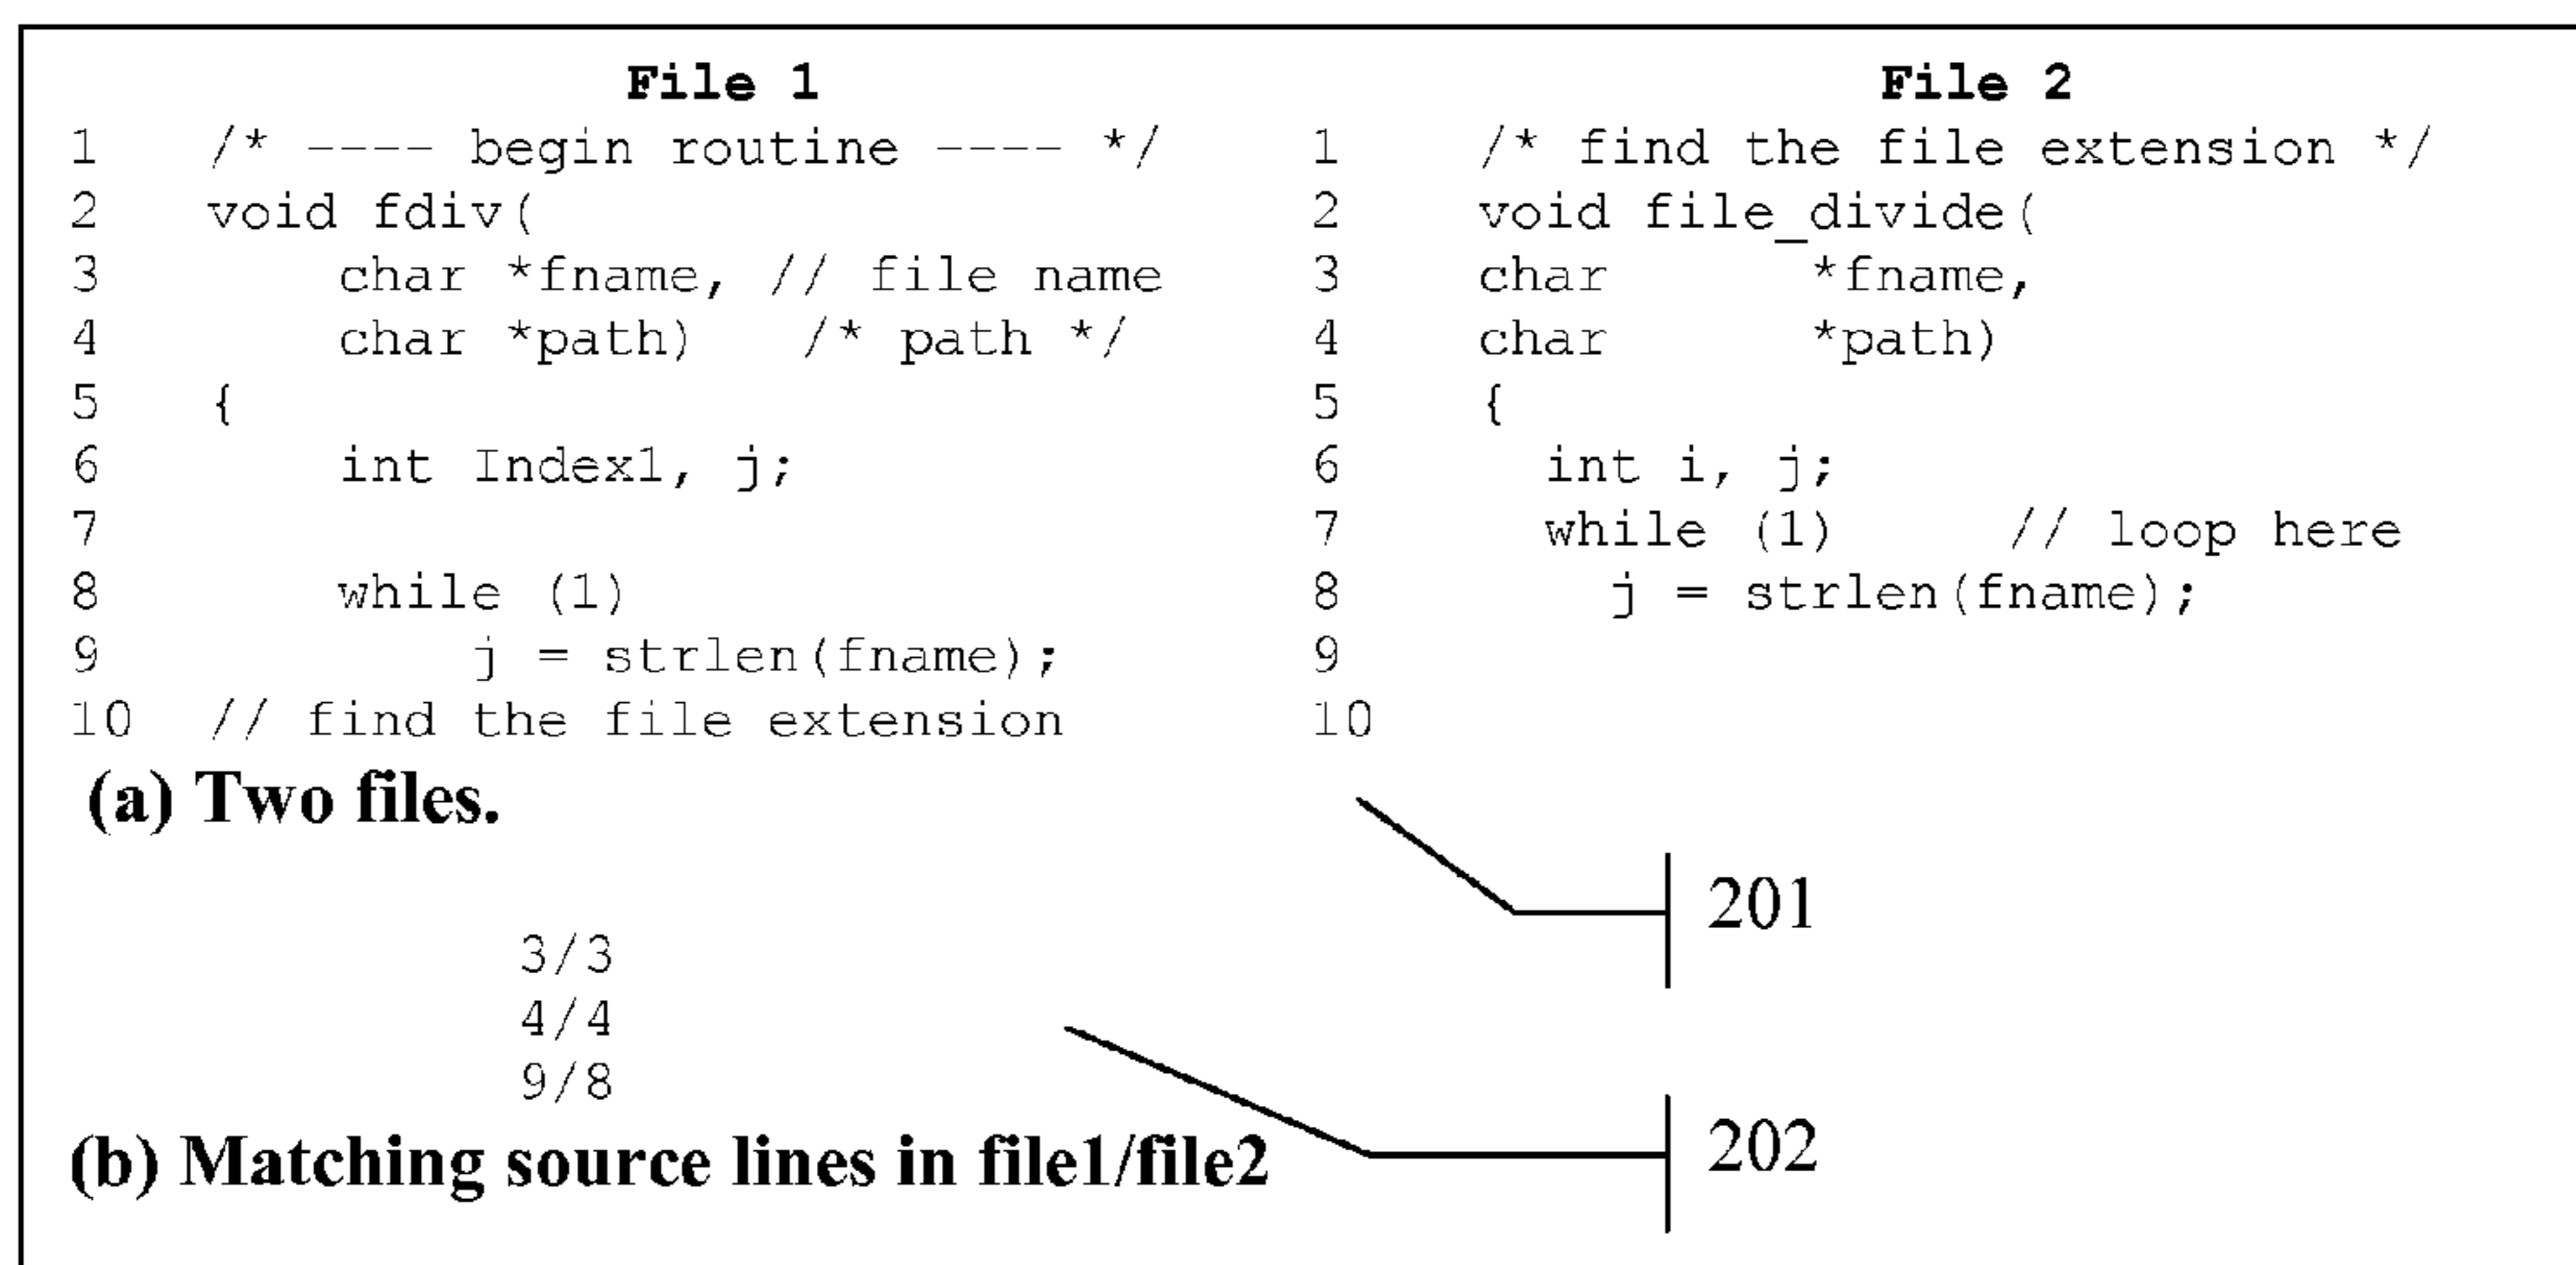 File 1
1 /* ---- begin routine ---- */
2 void fdiv(
3 char *fname, // file name
4 char *path) /* path */
5 {
6 int Index1, j;
7
8 while (1)
9 j = strlen(fname);
10 // find the file extension
File 2
1 /* find the file extension */
2 void file_divide(
3 char *fname,
4 char *path)
5 {
6 int i, j;
7 while (1) // loop here
8 j = strlen(fname);
9
10
(a) Two files.
201
3/3
4/4
9/8
202
(b) Matching source lines in file1/file2